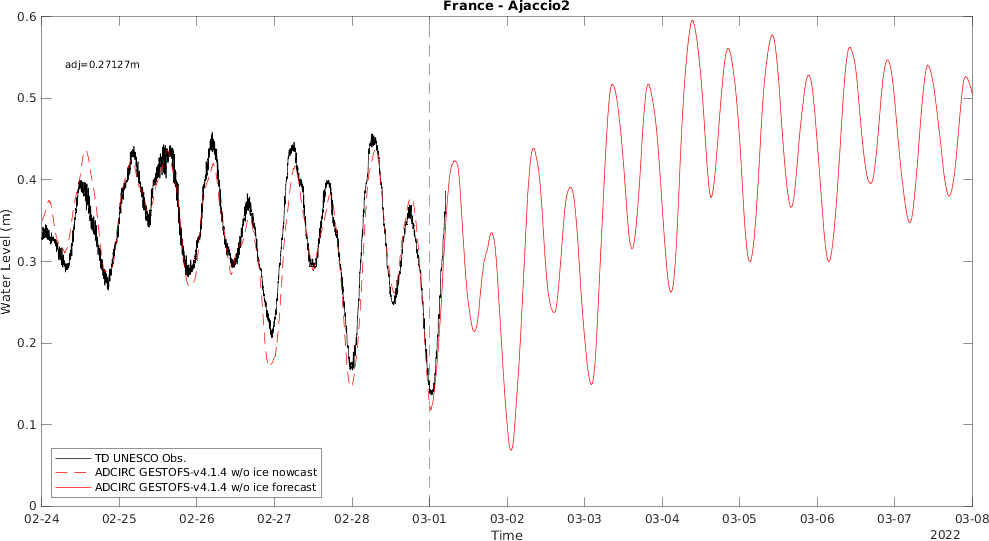 France - Ajaccio2
adj=0.27127m
Water Level (m)
0.6
0.5
0.4
0.3
0.2
0.1
0
TD UNESCO Obs.
ADCIRC GESTOFS-v4.1.4 w/o ice nowcast
ADCIRC GESTOFS-v4.1.4 w/o ice forecast
02-24 02-25 02-26 02-27 02-28 03-01 03-02 03-03 03-04 03-05 03-06 03-07 03-08
Time
2022